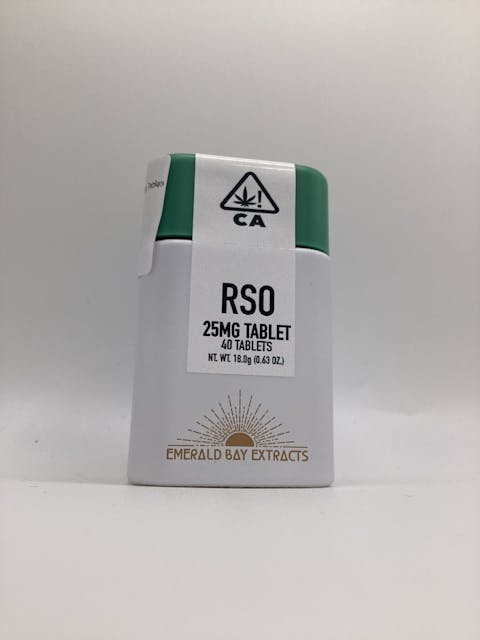 CA
RSO
25MG TABLET
40 TABLETS
NT. WT. 18.0g (0.63 OZ.)
EMERALD BAY EXTRACTS